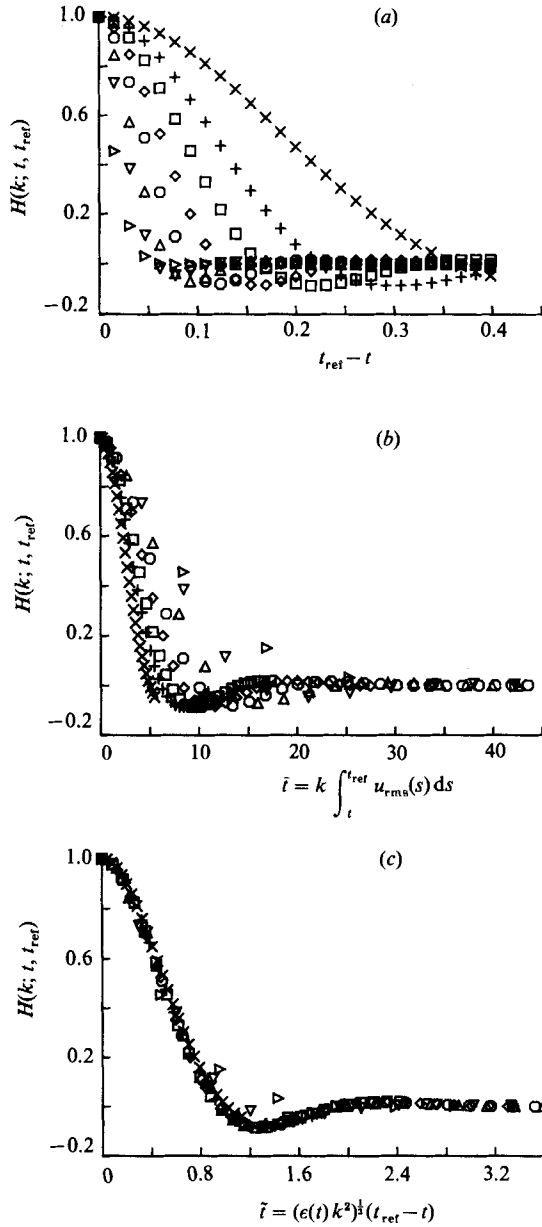 (a)
1.0
0.6
0.2
−0.2
H(k; t, t_ref)
0 0.1 0.2 0.3 0.4
t_ref − t
(b)
1.0
0.6
0.2
−0.2
H(k; t, t_ref)
0 10 20 30 40
t̄ = k ∫_t^{t_ref} u_rms(s) ds
(c)
1.0
0.6
0.2
−0.2
H(k; t, t_ref)
0 0.8 1.6 2.4 3.2
t̃ = (ϵ(t) k²)^{1/3} (t_ref − t)